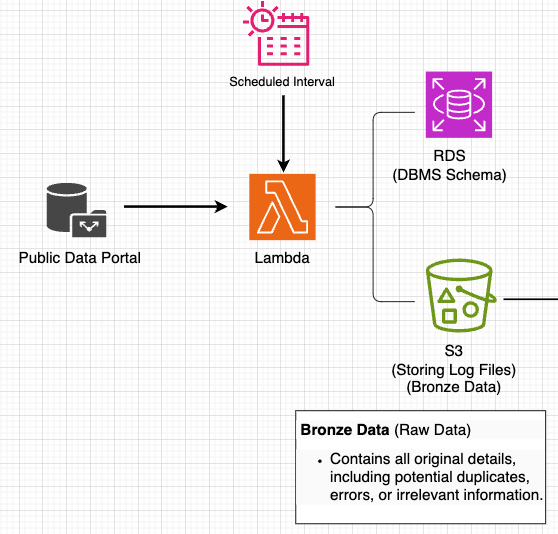 Scheduled Interval
RDS
(DBMS Schema)
Public Data Portal
Lambda
S3
(Storing Log Files)
(Bronze Data)
Bronze Data (Raw Data)
• Contains all original details,
including potential duplicates,
errors, or irrelevant information.